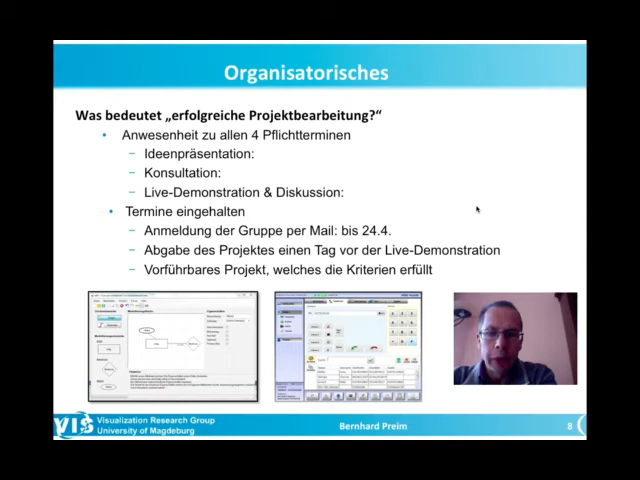 Organisatorisches
Was bedeutet „erfolgreiche Projektbearbeitung?“
• Anwesenheit zu allen 4 Pflichtterminen
– Ideenpräsentation:
– Konsultation:
– Live-Demonstration & Diskussion:
• Termine eingehalten
– Anmeldung der Gruppe per Mail: bis 24.4.
– Abgabe des Projektes einen Tag vor der Live-Demonstration
– Vorführbares Projekt, welches die Kriterien erfüllt
VIS
Visualization Research Group
University of Magdeburg
Bernhard Preim
8